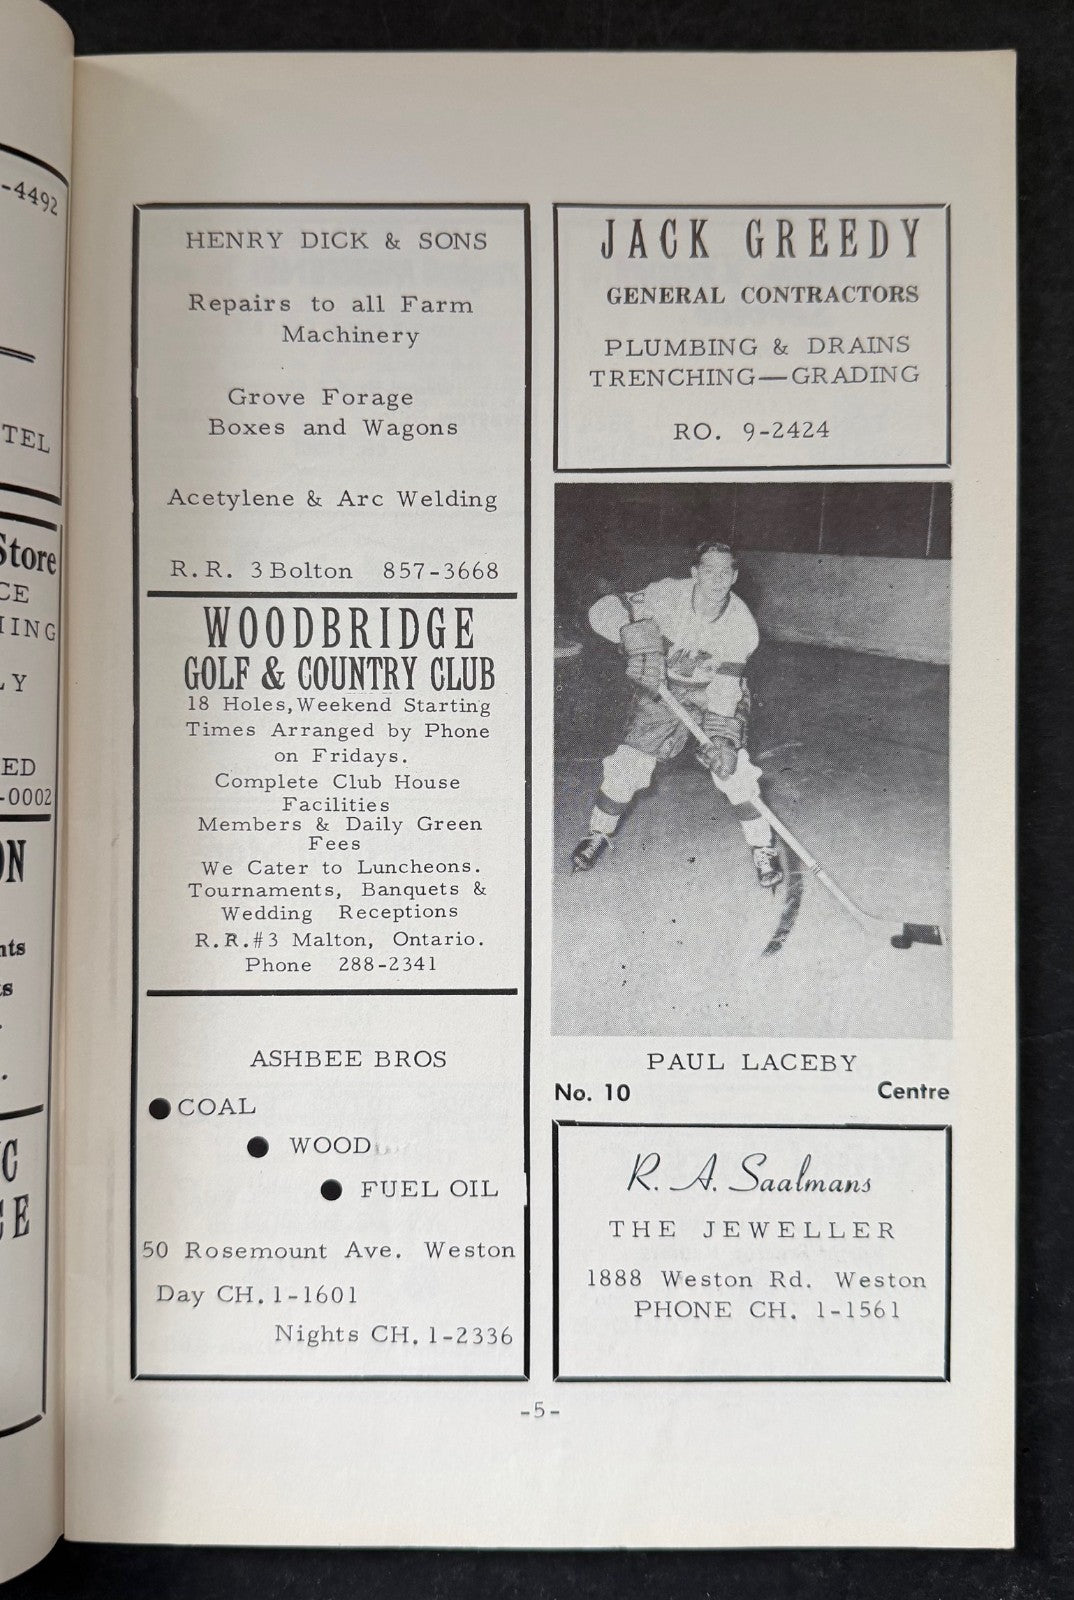 -4492
TEL
Store
CE
LY
ED
-0002
ON
HENRY DICK & SONS
Repairs to all Farm
Machinery
Grove Forage
Boxes and Wagons
Acetylene & Arc Welding
R.R. 3 Bolton 857-3668
WOODBRIDGE
GOLF & COUNTRY CLUB
18 Holes, Weekend Starting
Times Arranged by Phone
on Fridays.
Complete Club House
Facilities
Members & Daily Green
Fees
We Cater to Luncheons.
Tournaments, Banquets &
Wedding Receptions
R.R.#3 Malton, Ontario.
Phone 288-2341
ASHBEE BROS
● COAL
● WOOD
● FUEL OIL
50 Rosemount Ave. Weston
Day CH. 1-1601
Nights CH. 1-2336
JACK GREEDY
GENERAL CONTRACTORS
PLUMBING & DRAINS
TRENCHING—GRADING
RO. 9-2424
PAUL LACEBY
No. 10 Centre
R. A. Saalmans
THE JEWELLER
1888 Weston Rd. Weston
PHONE CH. 1-1561
-5-